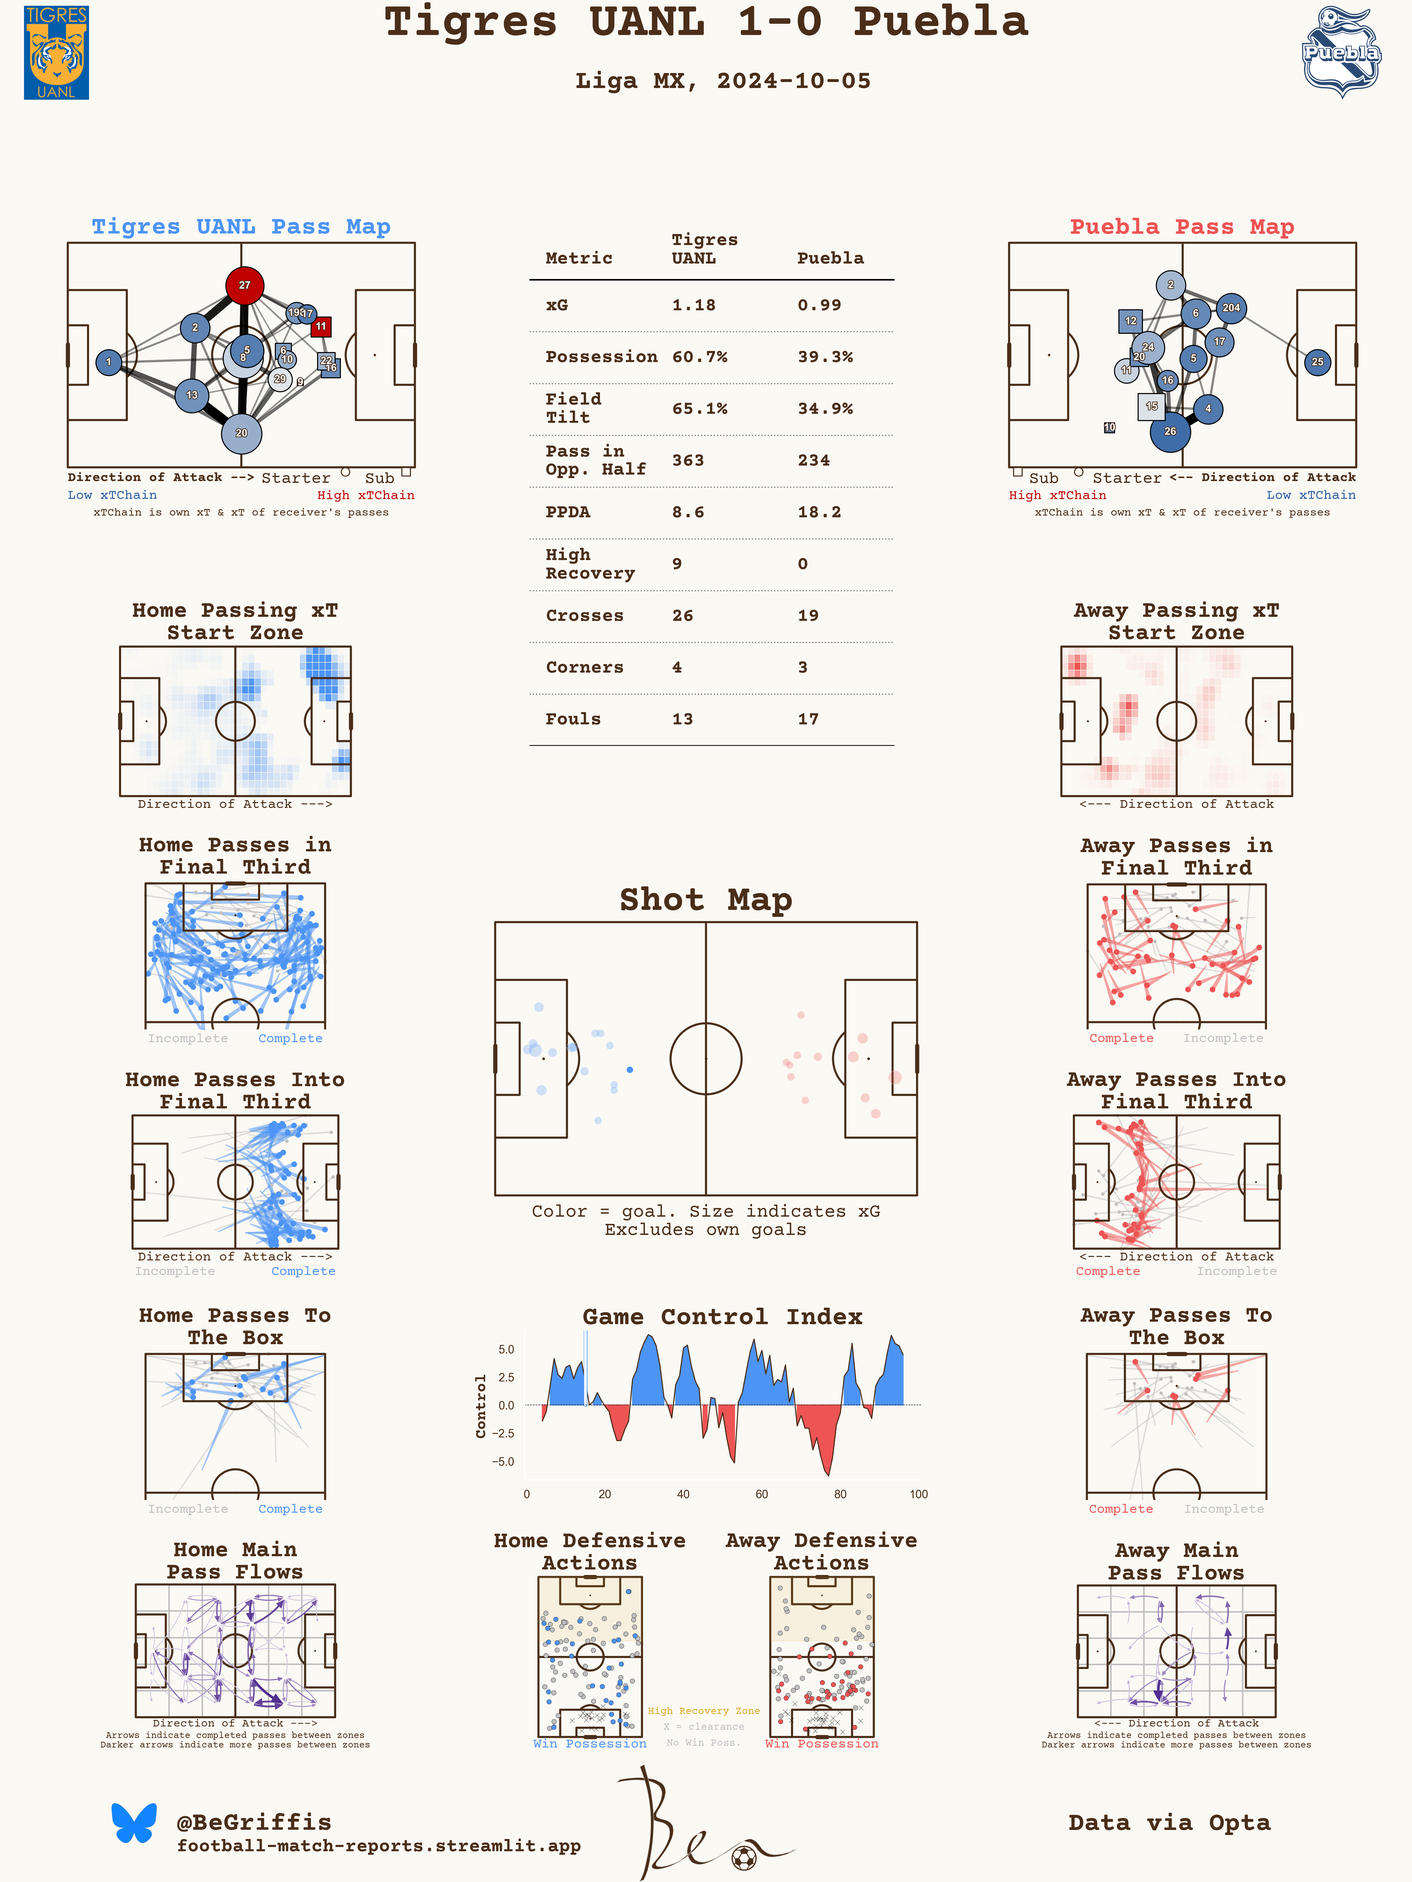 Tigres UANL 1-0 Puebla
Liga MX, 2024-10-05
TIGRES
UANL
Puebla
Tigres UANL Pass Map
27
2
198
17
11
1
5
8
6
10
22
16
29
9
13
20
Direction of Attack --> Starter Sub
Low xTChain High xTChain
xTChain is own xT & xT of receiver's passes
Metric Tigres UANL Puebla
xG 1.18 0.99
Possession 60.7% 39.3%
Field Tilt 65.1% 34.9%
Pass in Opp. Half 363 234
PPDA 8.6 18.2
High Recovery 9 0
Crosses 26 19
Corners 4 3
Fouls 13 17
Puebla Pass Map
2
204
12
6
24
20
17
11
5
25
16
15
4
10
26
Sub Starter <-- Direction of Attack
High xTChain Low xTChain
xTChain is own xT & xT of receiver's passes
Home Passing xT
Start Zone
Direction of Attack --->
Away Passing xT
Start Zone
<--- Direction of Attack
Home Passes in
Final Third
Incomplete Complete
Away Passes in
Final Third
Complete Incomplete
Shot Map
Color = goal. Size indicates xG
Excludes own goals
Home Passes Into
Final Third
Direction of Attack --->
Incomplete Complete
Away Passes Into
Final Third
<--- Direction of Attack
Complete Incomplete
Home Passes To
The Box
Incomplete Complete
Game Control Index
Control
5.0
2.5
0.0
−2.5
−5.0
0 20 40 60 80 100
Away Passes To
The Box
Complete Incomplete
Home Main
Pass Flows
Direction of Attack --->
Arrows indicate completed passes between zones
Darker arrows indicate more passes between zones
Home Defensive
Actions
Win Possession
High Recovery Zone
X = clearance
No Win Poss.
Away Defensive
Actions
Win Possession
Away Main
Pass Flows
<--- Direction of Attack
Arrows indicate completed passes between zones
Darker arrows indicate more passes between zones
@BeGriffis
football-match-reports.streamlit.app
Ben
Data via Opta